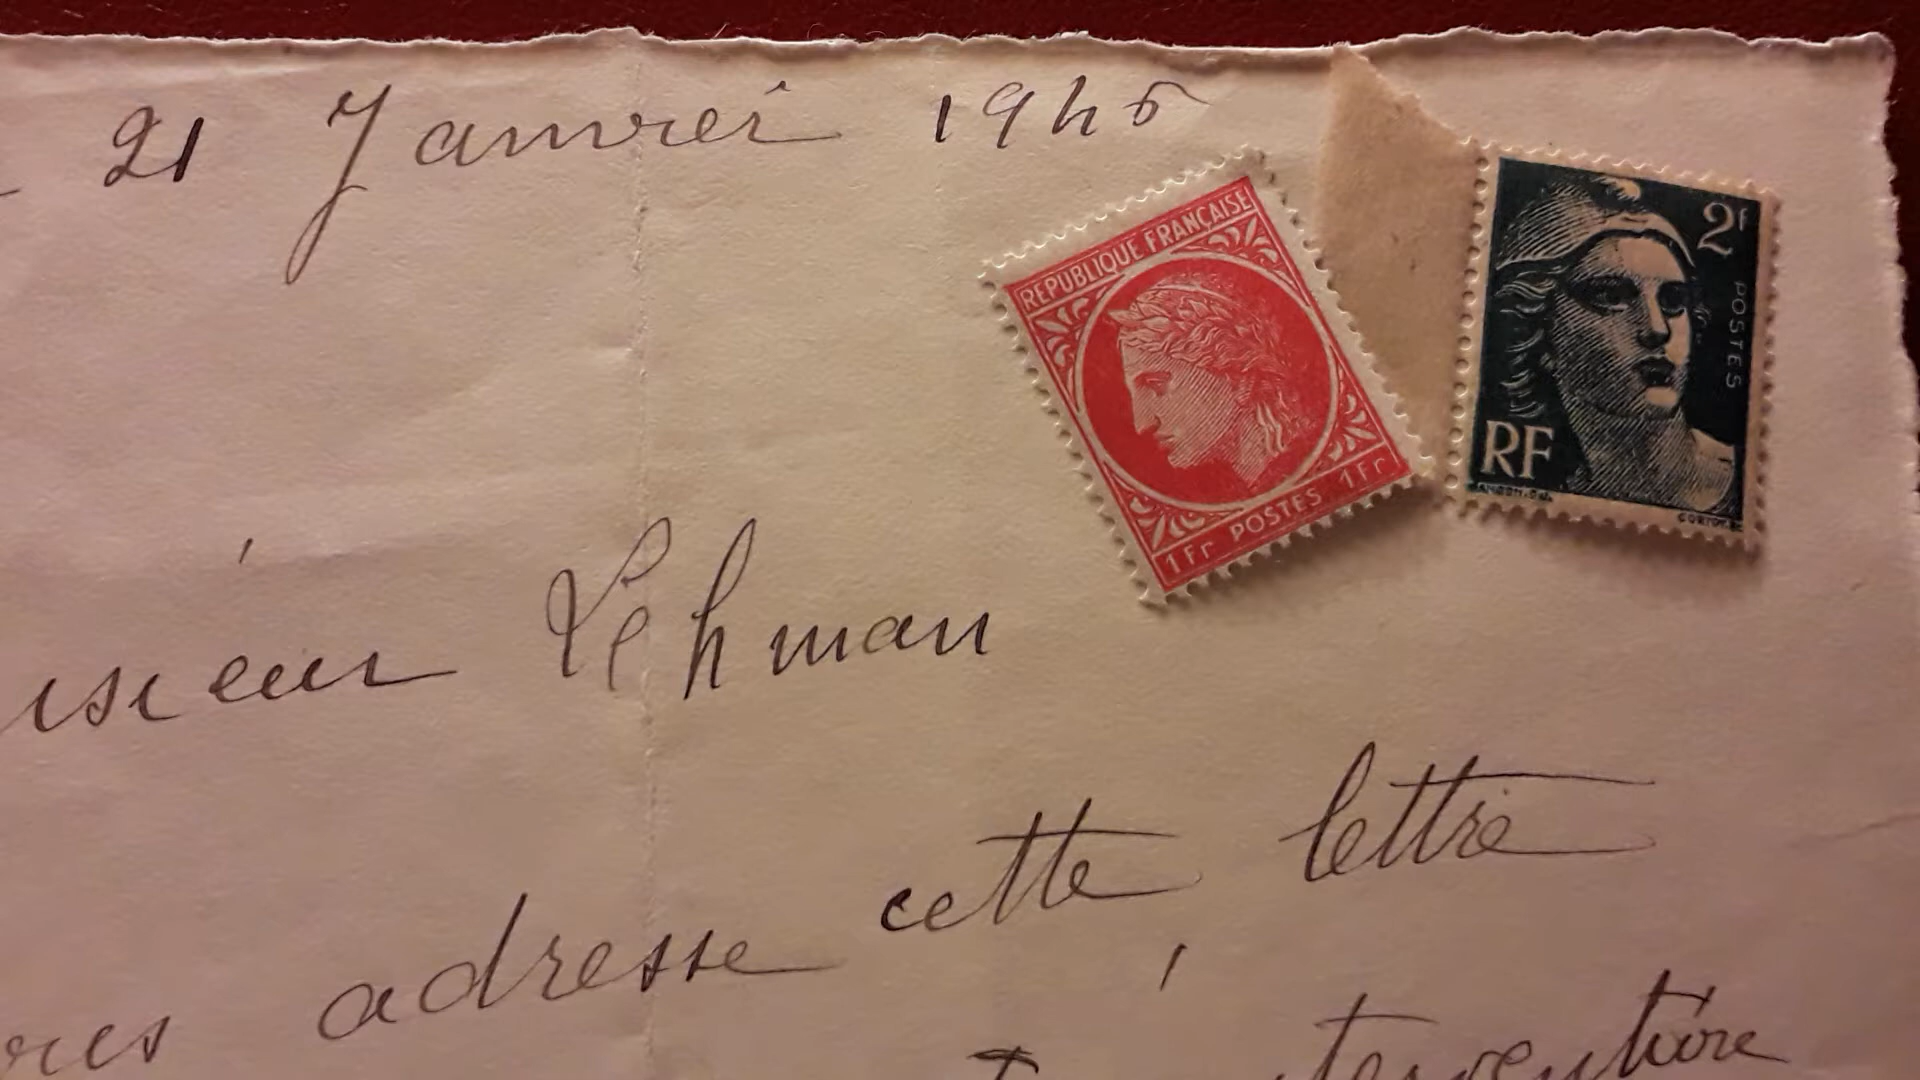 21 Janvier 1945
REPUBLIQUE FRANÇAISE
1Fr POSTES 1Fr
2f
POSTES
RF
Lehman
adresse cette lettre